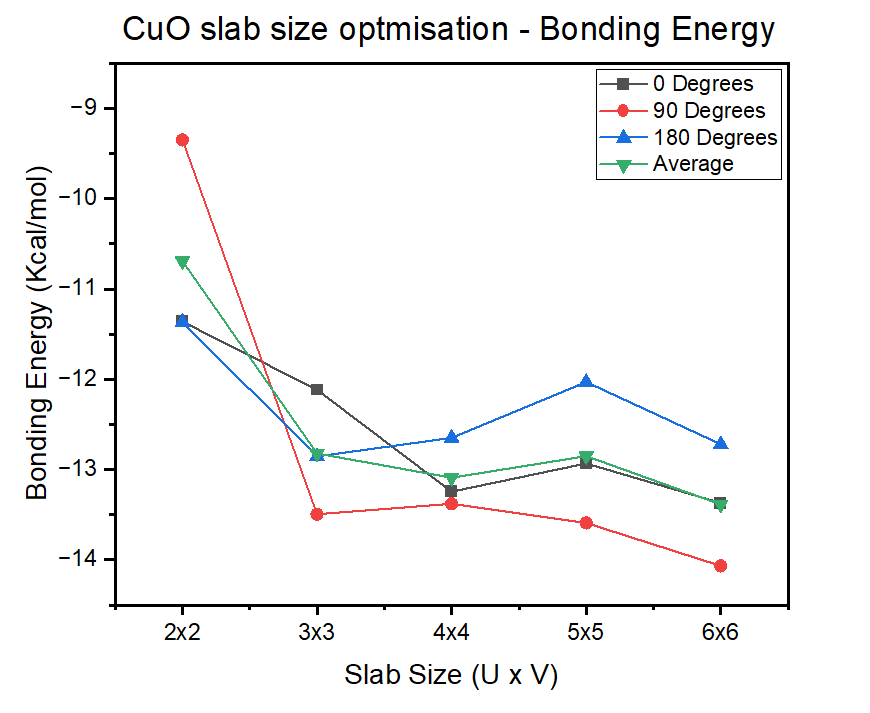 CuO slab size optmisation - Bonding Energy
0 Degrees
90 Degrees
180 Degrees
Average
Bonding Energy (Kcal/mol)
−9
−10
−11
−12
−13
−14
2x2 3x3 4x4 5x5 6x6
Slab Size (U x V)